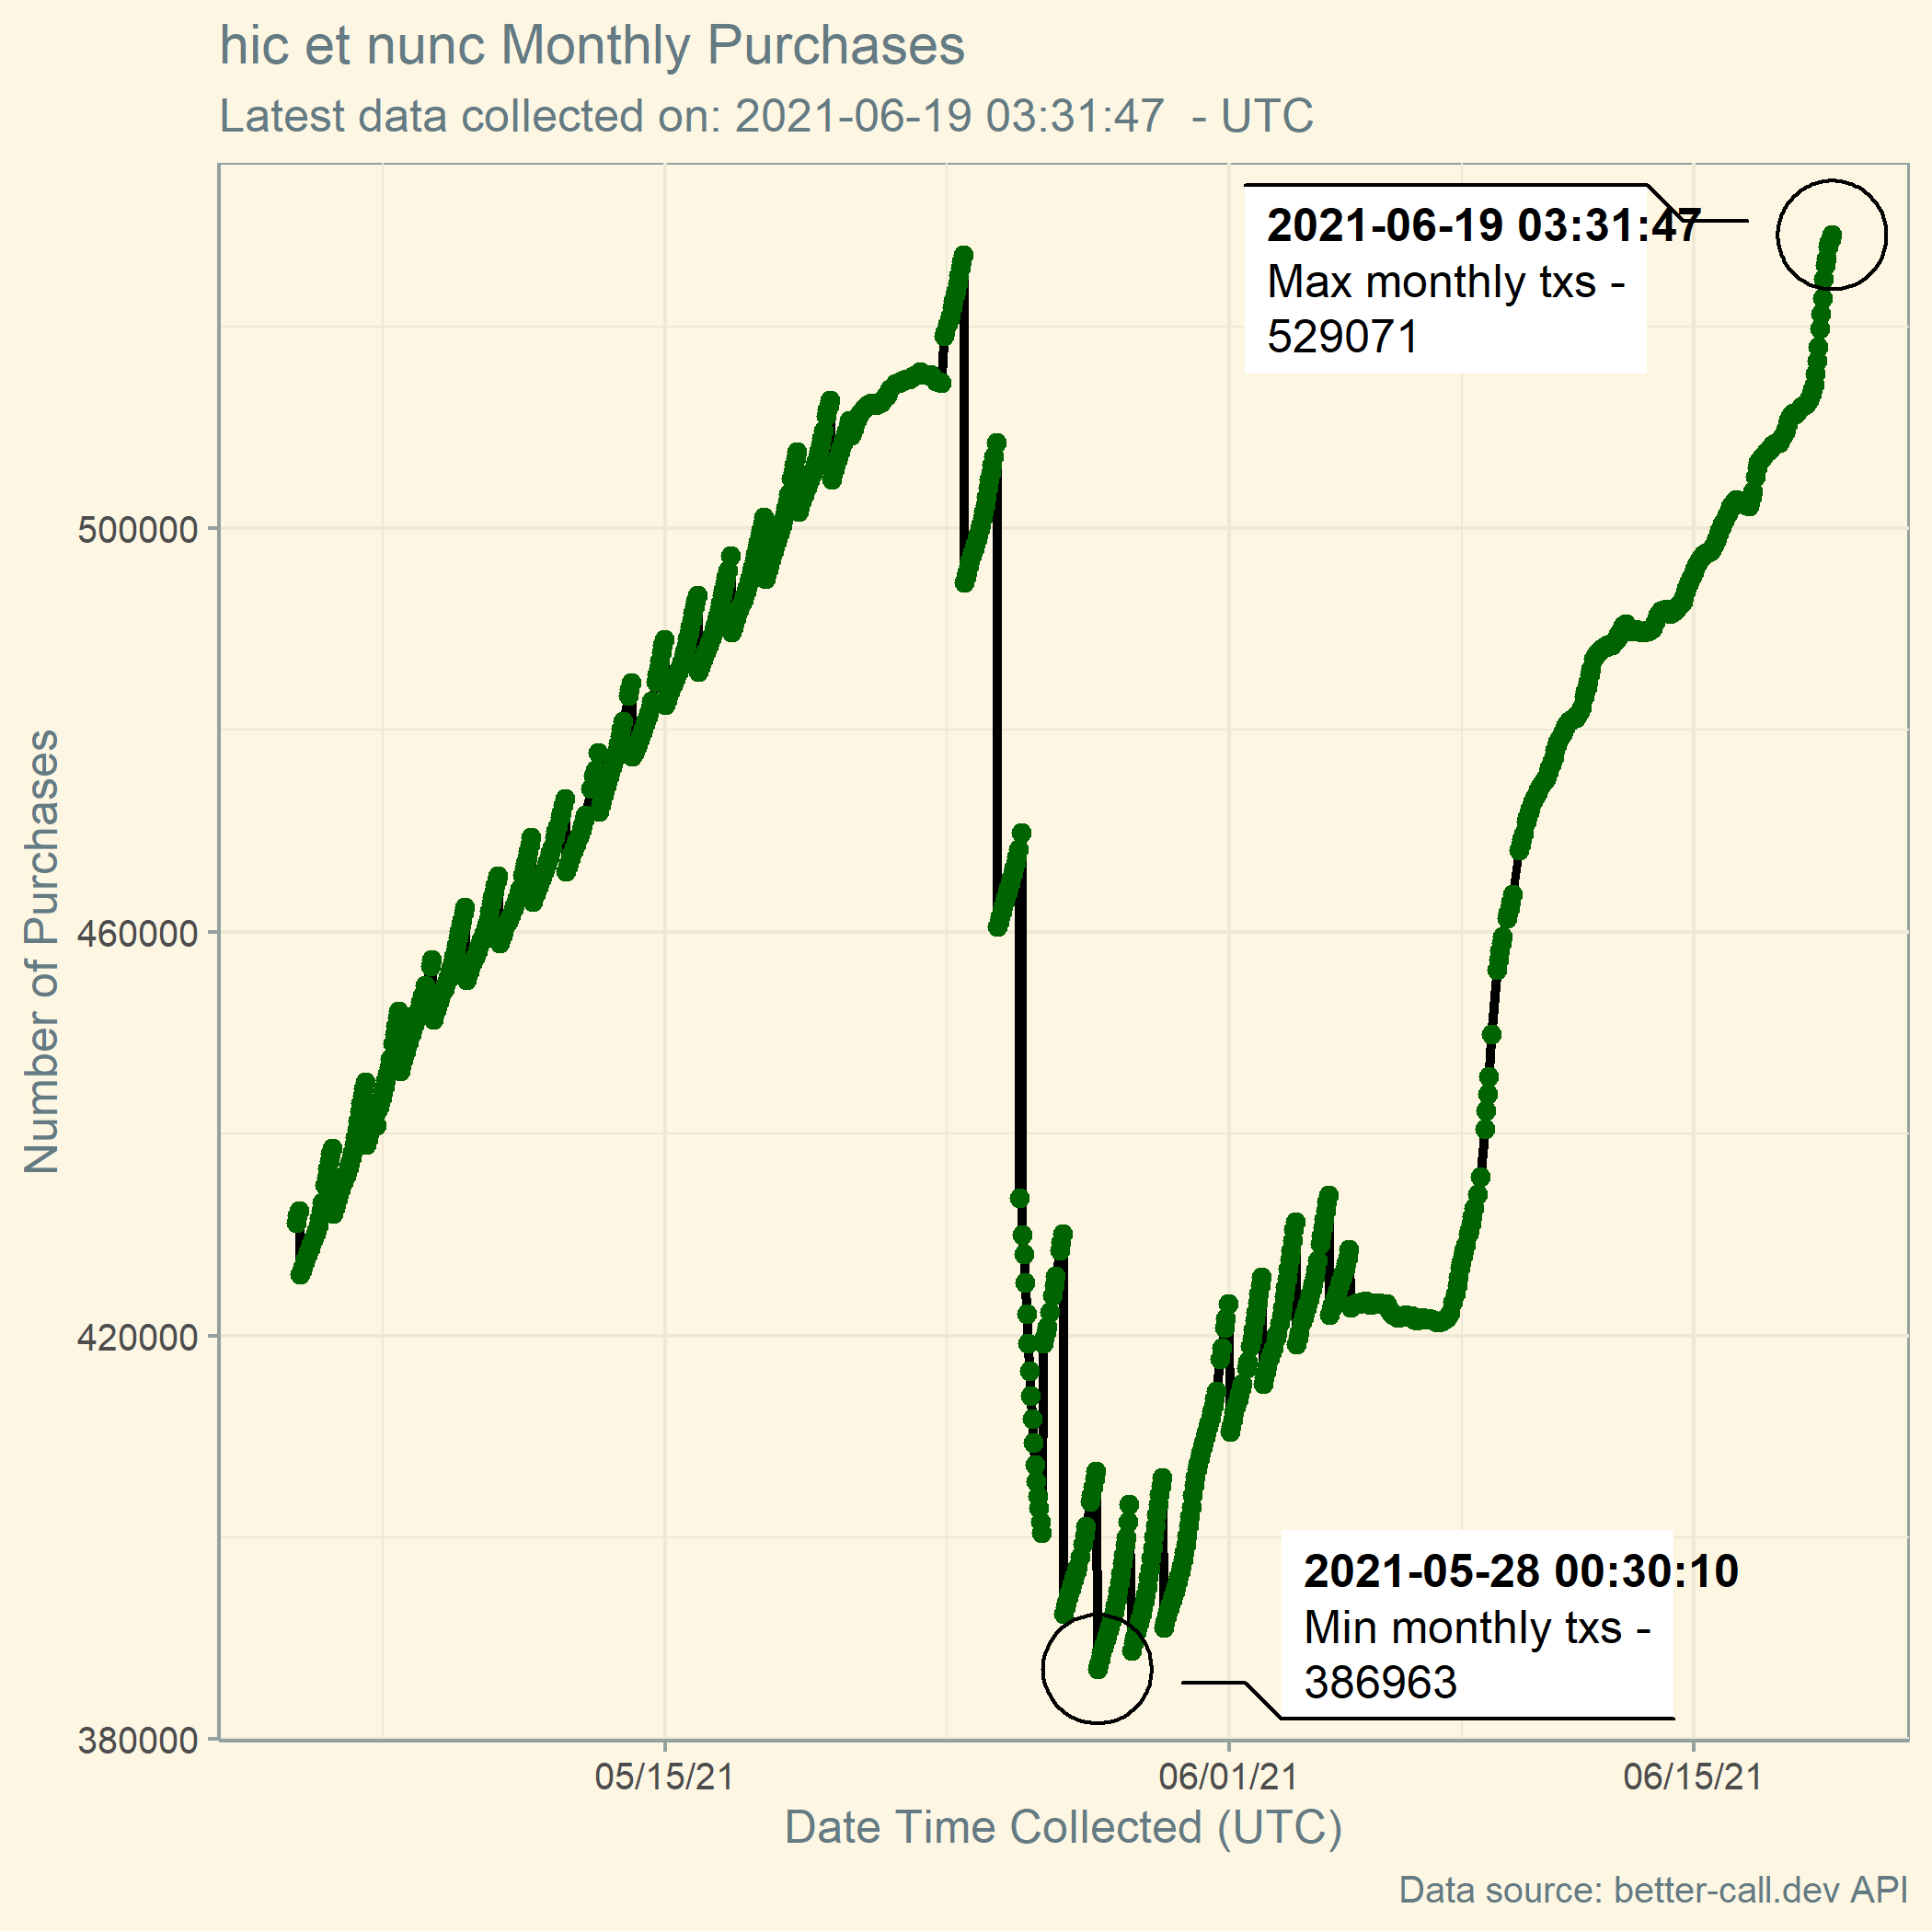 hic et nunc Monthly Purchases
Latest data collected on: 2021-06-19 03:31:47  - UTC
2021-06-19 03:31:47
Max monthly txs -
529071
Number of Purchases
500000
460000
420000
380000
2021-05-28 00:30:10
Min monthly txs -
386963
05/15/21
06/01/21
06/15/21
Date Time Collected (UTC)
Data source: better-call.dev API